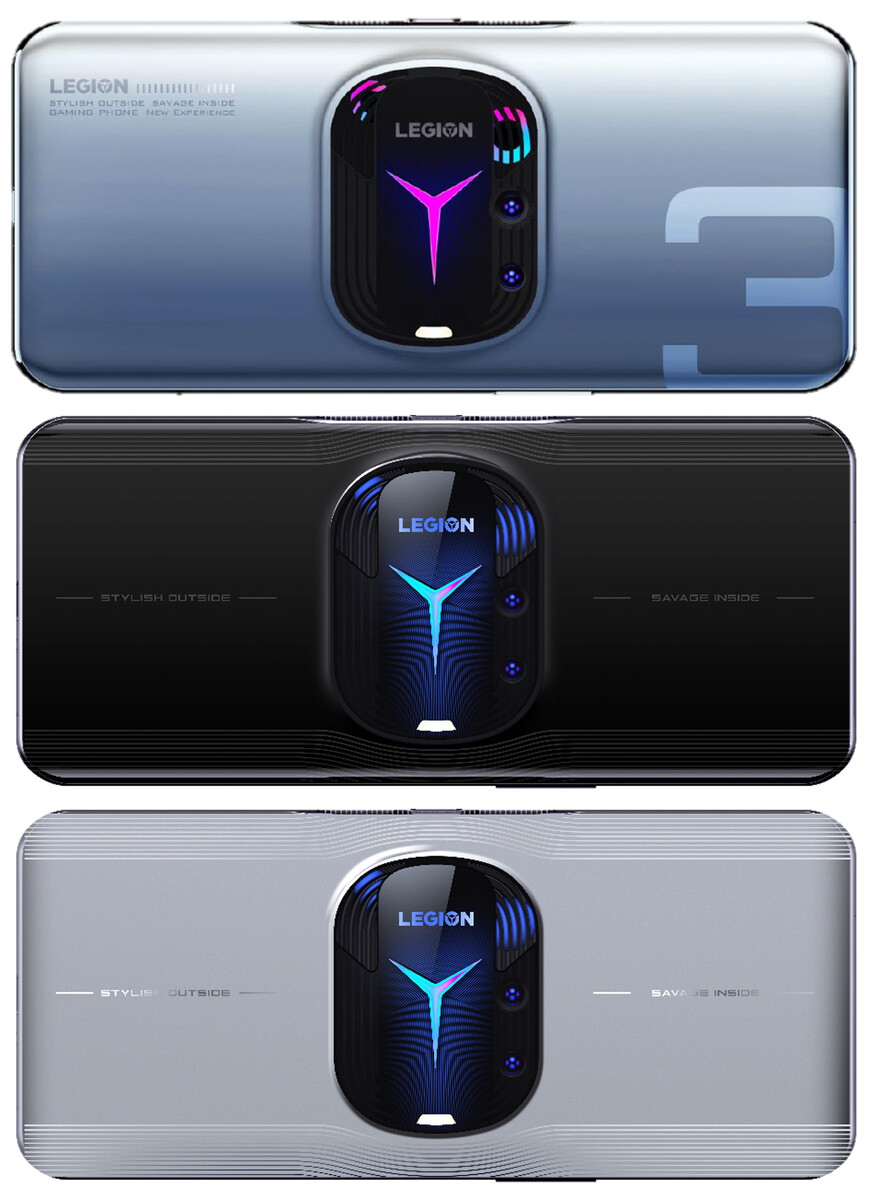 LEGION
STYLISH OUTSIDE SAVAGE INSIDE
GAMING PHONE NEW EXPERIENCE
LEGION
3
LEGION
STYLISH OUTSIDE
SAVAGE INSIDE
LEGION
STYLISH OUTSIDE
SAVAGE INSIDE